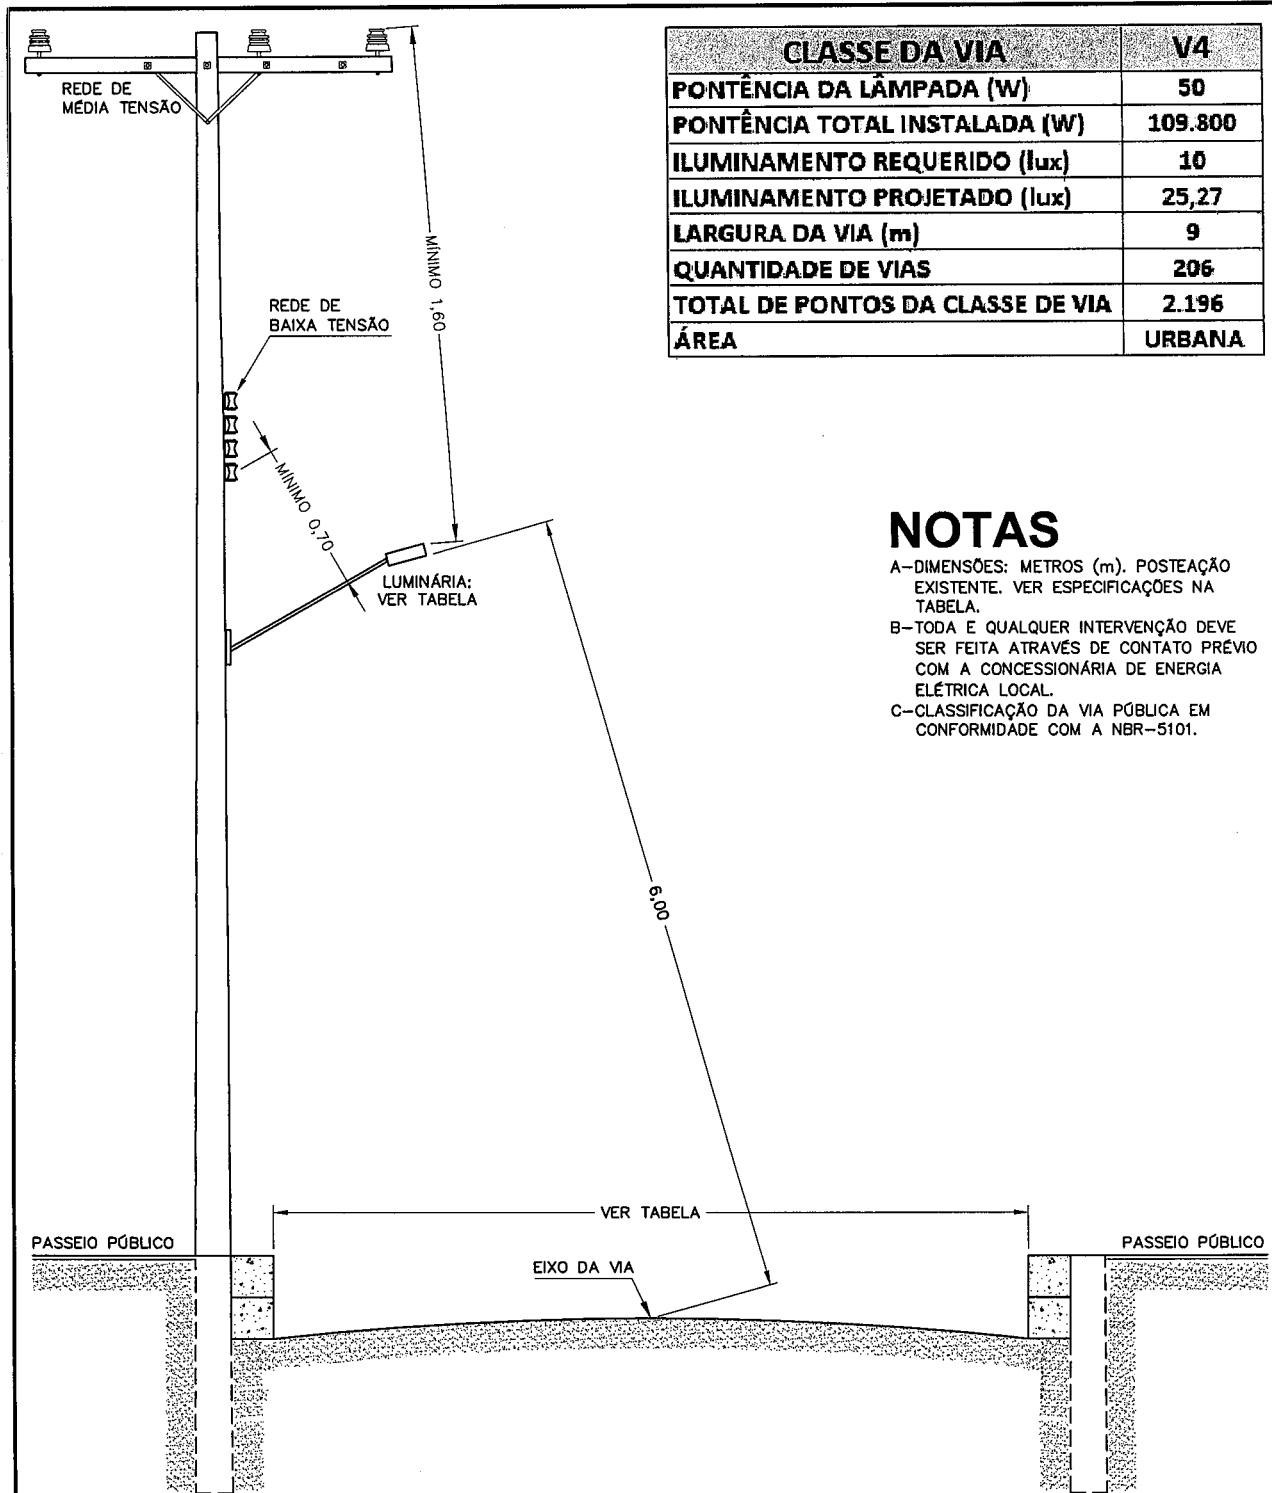 CLASSE DA VIA V4
PONTÊNCIA DA LÂMPADA (W) 50
PONTÊNCIA TOTAL INSTALADA (W) 109.800
ILUMINAMENTO REQUERIDO (lux) 10
ILUMINAMENTO PROJETADO (lux) 25,27
LARGURA DA VIA (m) 9
QUANTIDADE DE VIAS 206
TOTAL DE PONTOS DA CLASSE DE VIA 2.196
ÁREA URBANA
REDE DE
MÉDIA TENSÃO
MÍNIMO 1,60
REDE DE
BAIXA TENSÃO
MÍNIMO 0,70
LUMINÁRIA:
VER TABELA
NOTAS
A-DIMENSÕES: METROS (m). POSTEAÇÃO
EXISTENTE. VER ESPECIFICAÇÕES NA
TABELA.
B-TODA E QUALQUER INTERVENÇÃO DEVE
SER FEITA ATRAVÉS DE CONTATO PRÉVIO
COM A CONCESSIONÁRIA DE ENERGIA
ELÉTRICA LOCAL.
C-CLASSIFICAÇÃO DA VIA PÚBLICA EM
CONFORMIDADE COM A NBR-5101.
6,00
VER TABELA
PASSEIO PÚBLICO
PASSEIO PÚBLICO
EIXO DA VIA